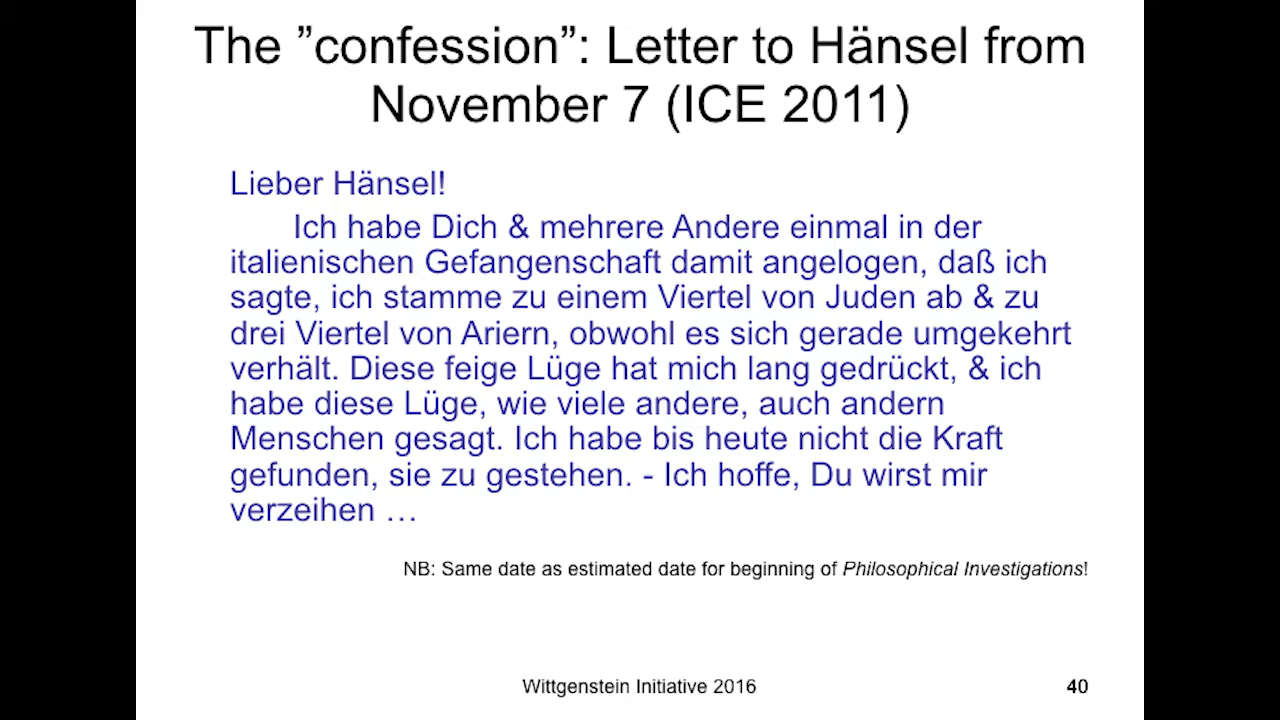 The ”confession”: Letter to Hänsel from
November 7 (ICE 2011)
Lieber Hänsel!
Ich habe Dich & mehrere Andere einmal in der
italienischen Gefangenschaft damit angelogen, daß ich
sagte, ich stamme zu einem Viertel von Juden ab & zu
drei Viertel von Ariern, obwohl es sich gerade umgekehrt
verhält. Diese feige Lüge hat mich lang gedrückt, & ich
habe diese Lüge, wie viele andere, auch andern
Menschen gesagt. Ich habe bis heute nicht die Kraft
gefunden, sie zu gestehen. - Ich hoffe, Du wirst mir
verzeihen …
NB: Same date as estimated date for beginning of Philosophical Investigations!
Wittgenstein Initiative 2016
40